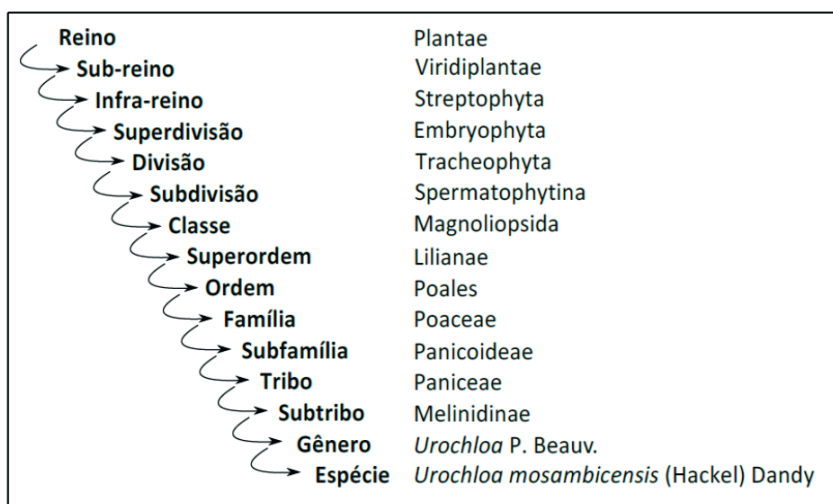 Reino Plantae
Sub-reino Viridiplantae
Infra-reino Streptophyta
Superdivisão Embryophyta
Divisão Tracheophyta
Subdivisão Spermatophytina
Classe Magnoliopsida
Superordem Lilianae
Ordem Poales
Família Poaceae
Subfamília Panicoideae
Tribo Paniceae
Subtribo Melinidinae
Gênero Urochloa P. Beauv.
Espécie Urochloa mosambicensis (Hackel) Dandy